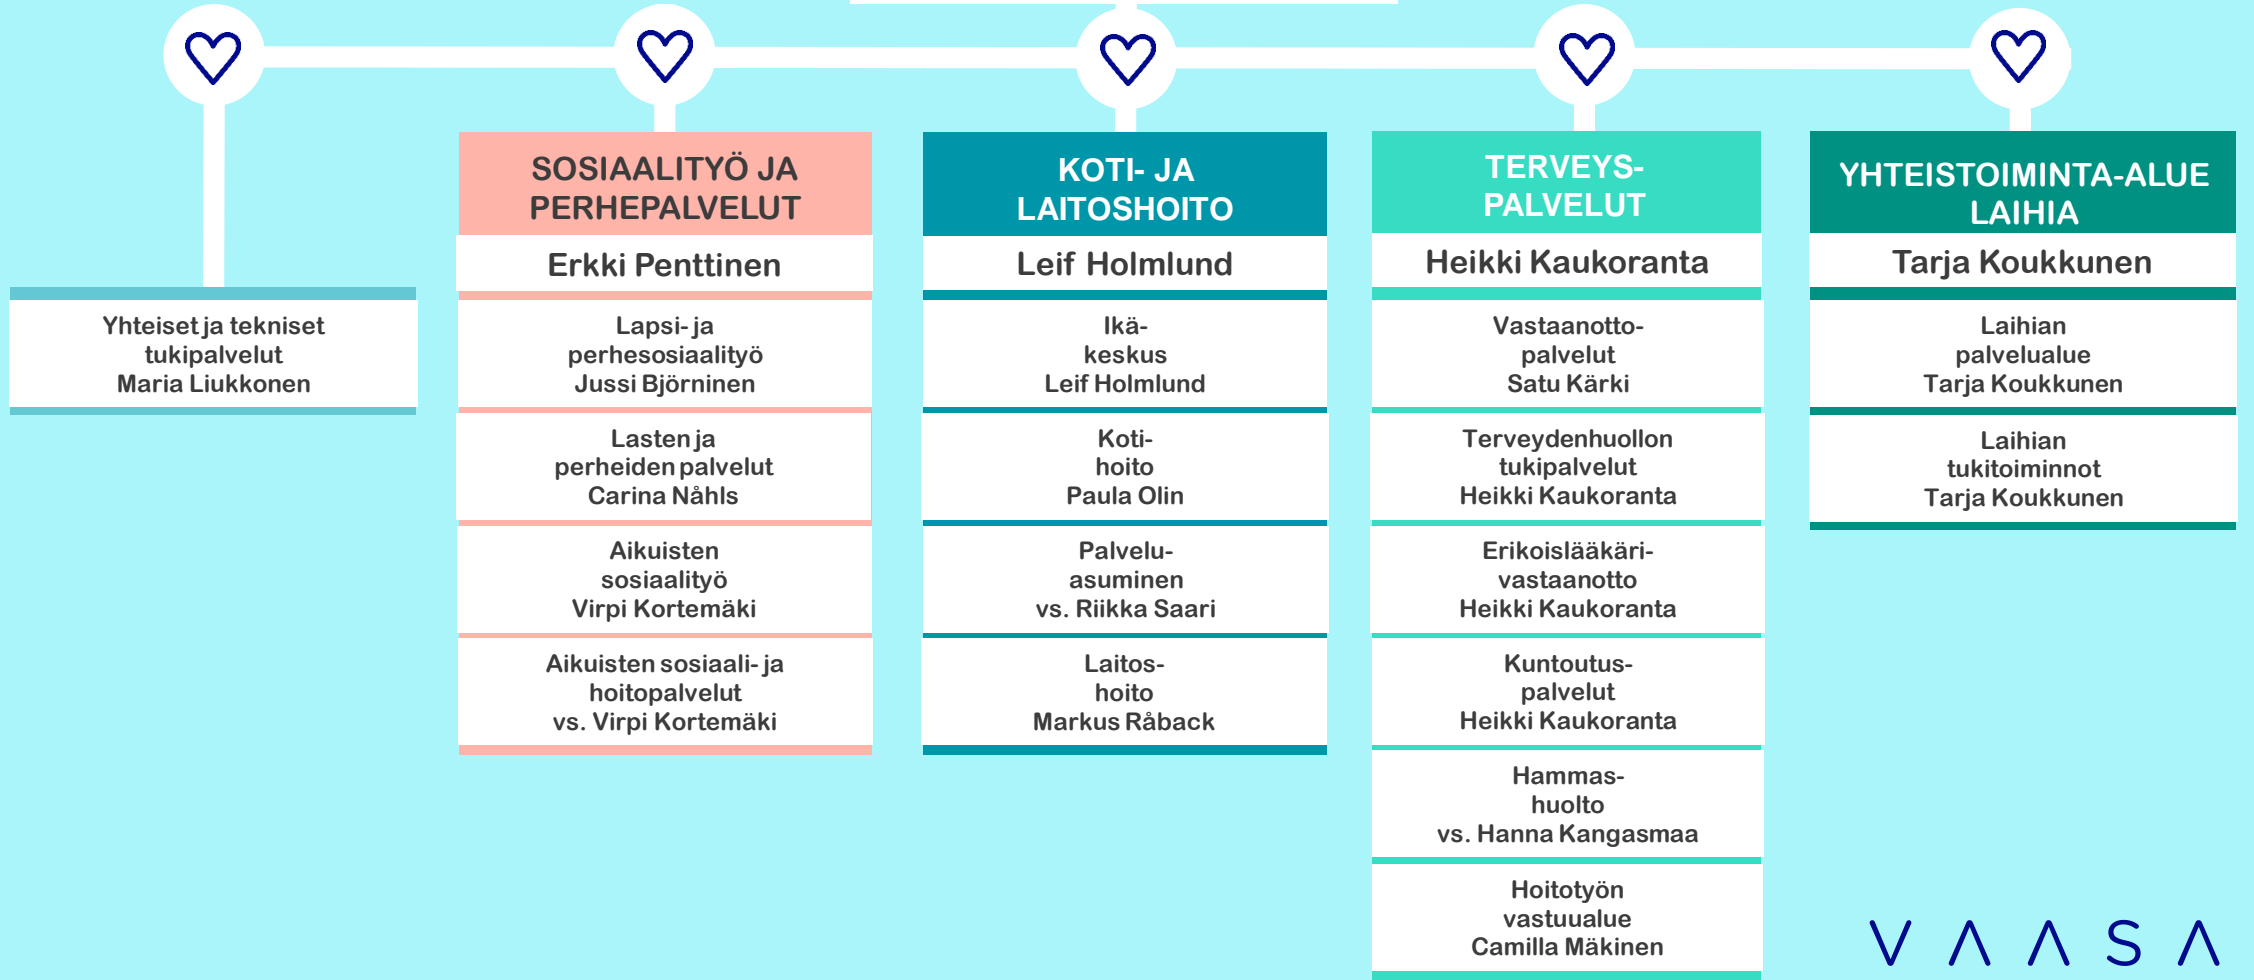 Yhteiset ja tekniset
tukipalvelut
Maria Liukkonen
SOSIAALITYÖ JA
PERHEPALVELUT
Erkki Penttinen
Lapsi- ja
perhesosiaalityö
Jussi Björninen
Lasten ja
perheiden palvelut
Carina Nåhls
Aikuisten
sosiaalityö
Virpi Kortemäki
Aikuisten sosiaali- ja
hoitopalvelut
vs. Virpi Kortemäki
KOTI- JA
LAITOSHOITO
Leif Holmlund
Ikä-
keskus
Leif Holmlund
Koti-
hoito
Paula Olin
Palvelu-
asuminen
vs. Riikka Saari
Laitos-
hoito
Markus Råback
TERVEYS-
PALVELUT
Heikki Kaukoranta
Vastaanotto-
palvelut
Satu Kärki
Terveydenhuollon
tukipalvelut
Heikki Kaukoranta
Erikoislääkäri-
vastaanotto
Heikki Kaukoranta
Kuntoutus-
palvelut
Heikki Kaukoranta
Hammas-
huolto
vs. Hanna Kangasmaa
Hoitotyön
vastuualue
Camilla Mäkinen
YHTEISTOIMINTA-ALUE
LAIHIA
Tarja Koukkunen
Laihian
palvelualue
Tarja Koukkunen
Laihian
tukitoiminnot
Tarja Koukkunen
VAASA